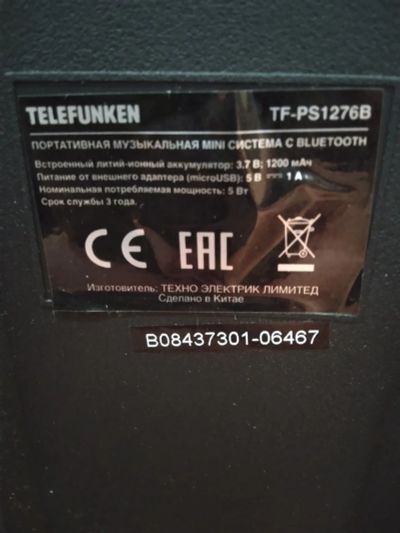 TELEFUNKEN TF-PS1276B
ПОРТАТИВНАЯ МУЗЫКАЛЬНАЯ MINI СИСТЕМА С BLUETOOTH
Встроенный литий-ионный аккумулятор: 3,7 В; 1200 мАч
Питание от внешнего адаптера (microUSB): 5 В ⎓ 1 А
Номинальная потребляемая мощность: 5 Вт
Срок службы 3 года.
CE EAC
Изготовитель: ТЕХНО ЭЛЕКТРИК ЛИМИТЕД
Сделано в Китае
B08437301-06467